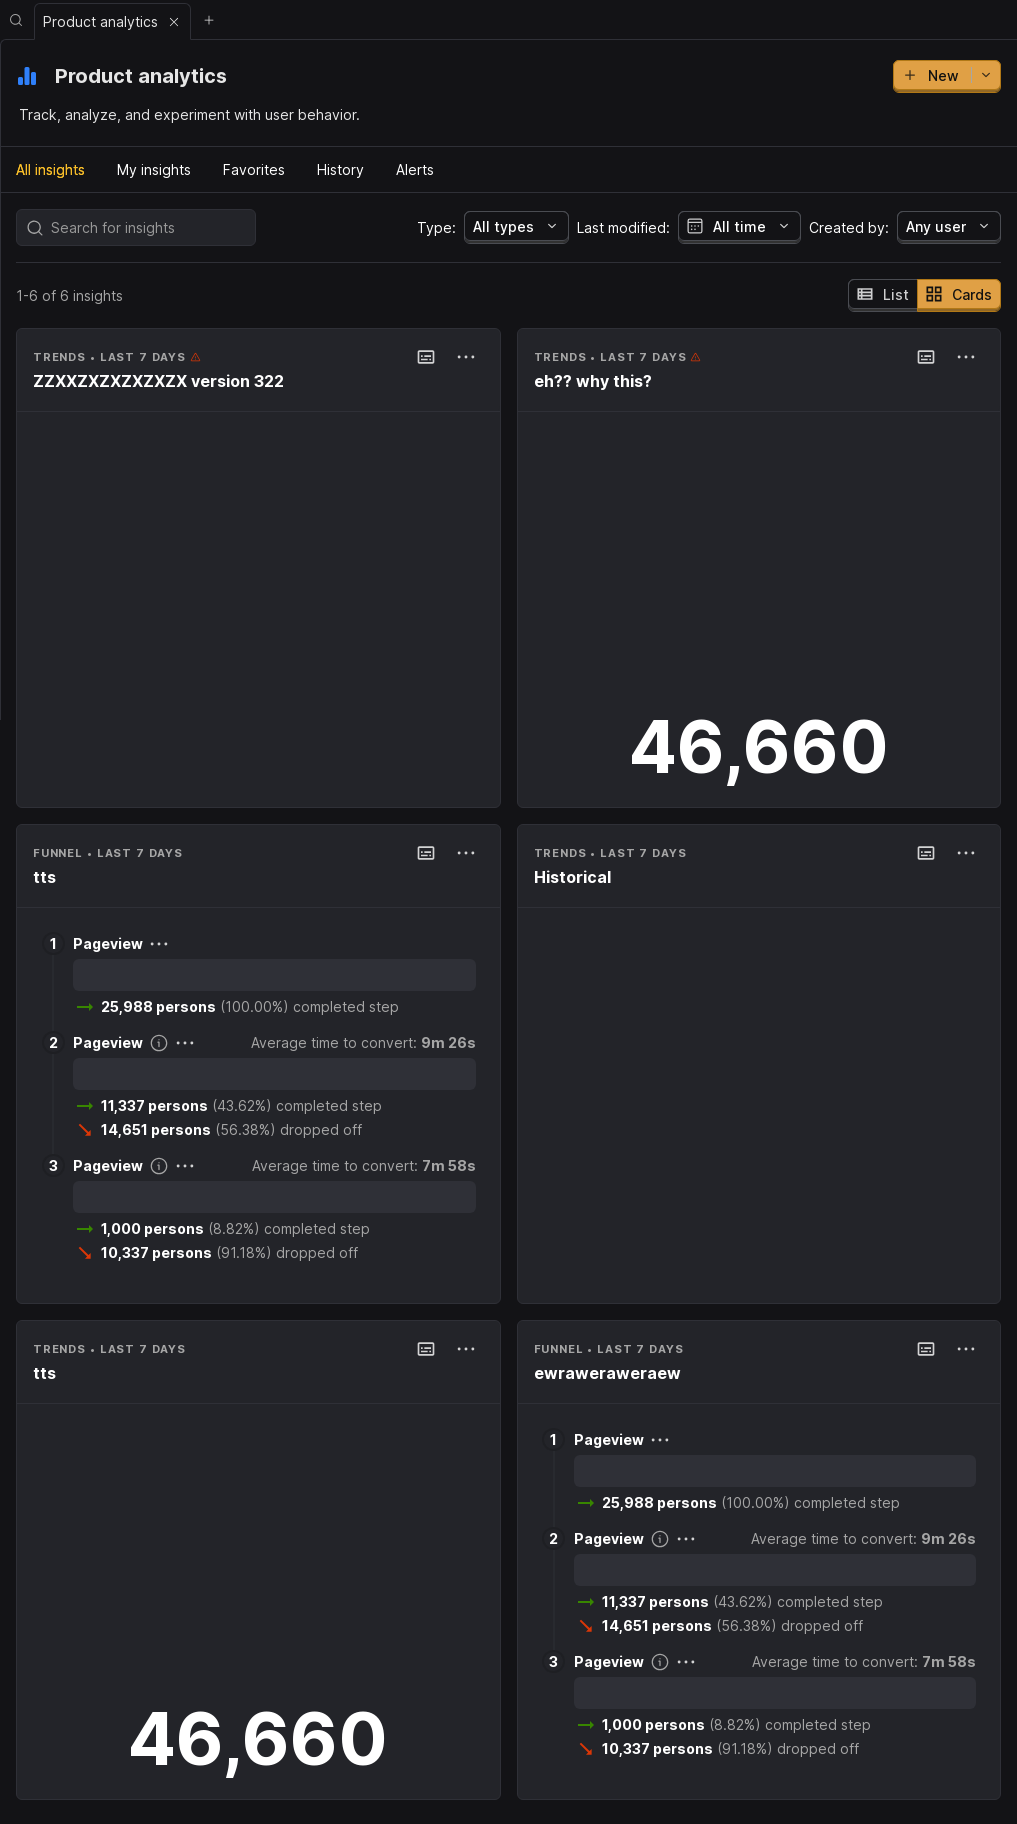 Product analytics
Product analytics
New
Track, analyze, and experiment with user behavior.
All insights My insights Favorites History Alerts
Search for insights
Type: All types Last modified: All time Created by: Any user
1-6 of 6 insights
List Cards
TRENDS • LAST 7 DAYS
ZZXXZXZXZXZXZX version 322
TRENDS • LAST 7 DAYS
eh?? why this?
46,660
FUNNEL • LAST 7 DAYS
tts
1 Pageview
25,988 persons (100.00%) completed step
2 Pageview Average time to convert: 9m 26s
11,337 persons (43.62%) completed step
14,651 persons (56.38%) dropped off
3 Pageview Average time to convert: 7m 58s
1,000 persons (8.82%) completed step
10,337 persons (91.18%) dropped off
TRENDS • LAST 7 DAYS
Historical
TRENDS • LAST 7 DAYS
tts
46,660
FUNNEL • LAST 7 DAYS
ewraweraweraew
1 Pageview
25,988 persons (100.00%) completed step
2 Pageview Average time to convert: 9m 26s
11,337 persons (43.62%) completed step
14,651 persons (56.38%) dropped off
3 Pageview Average time to convert: 7m 58s
1,000 persons (8.82%) completed step
10,337 persons (91.18%) dropped off